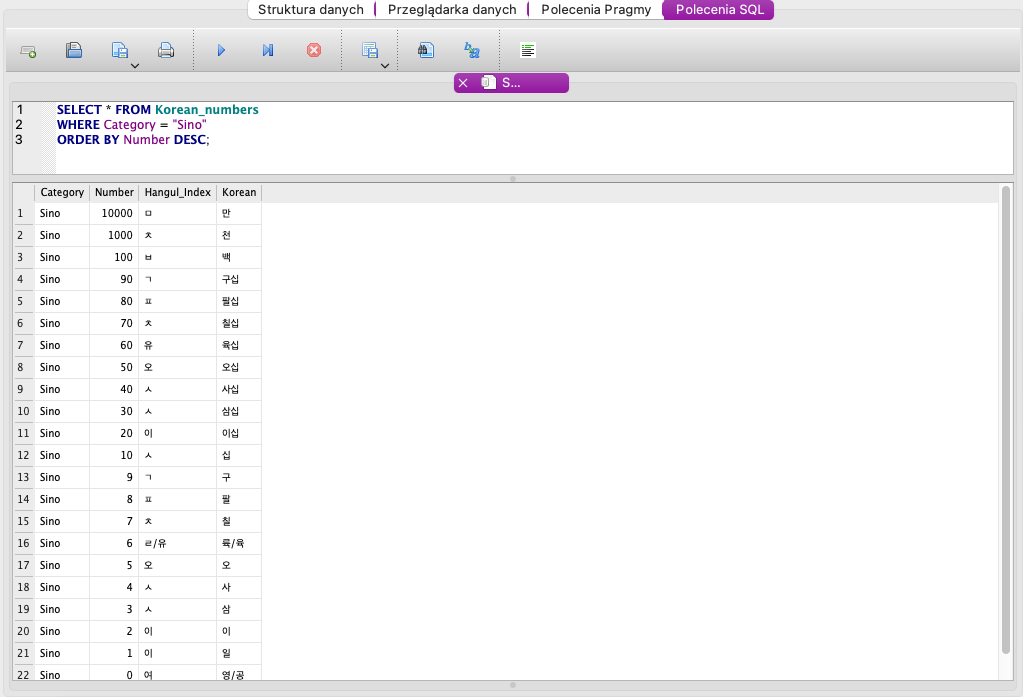 Struktura danych Przeglądarka danych Polecenia Pragmy Polecenia SQL
S...
1 SELECT * FROM Korean_numbers
2 WHERE Category = "Sino"
3 ORDER BY Number DESC;
Category Number Hangul_Index Korean
1 Sino 10000 ㅁ 만
2 Sino 1000 ㅊ 천
3 Sino 100 ㅂ 백
4 Sino 90 ㄱ 구십
5 Sino 80 ㅍ 팔십
6 Sino 70 ㅊ 칠십
7 Sino 60 유 육십
8 Sino 50 오 오십
9 Sino 40 ㅅ 사십
10 Sino 30 ㅅ 삼십
11 Sino 20 이 이십
12 Sino 10 ㅅ 십
13 Sino 9 ㄱ 구
14 Sino 8 ㅍ 팔
15 Sino 7 ㅊ 칠
16 Sino 6 ㄹ/유 륙/육
17 Sino 5 오 오
18 Sino 4 ㅅ 사
19 Sino 3 ㅅ 삼
20 Sino 2 이 이
21 Sino 1 이 일
22 Sino 0 여 영/공